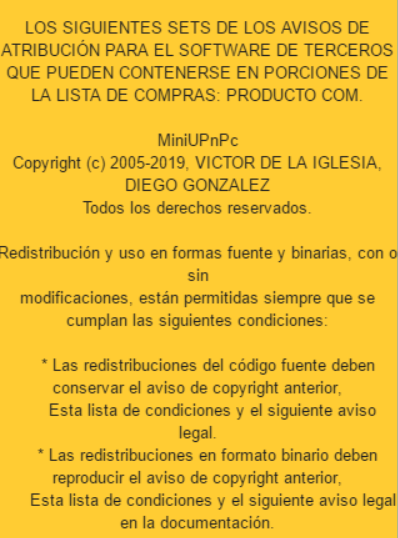 LOS SIGUIENTES SETS DE LOS AVISOS DE
ATRIBUCIÓN PARA EL SOFTWARE DE TERCEROS
QUE PUEDEN CONTENERSE EN PORCIONES DE
LA LISTA DE COMPRAS: PRODUCTO COM.
MiniUPnPc
Copyright (c) 2005-2019, VICTOR DE LA IGLESIA,
DIEGO GONZALEZ
Todos los derechos reservados.
Redistribución y uso en formas fuente y binarias, con o
sin
modificaciones, están permitidas siempre que se
cumplan las siguientes condiciones:
* Las redistribuciones del código fuente deben
conservar el aviso de copyright anterior,
Esta lista de condiciones y el siguiente aviso
legal.
* Las redistribuciones en formato binario deben
reproducir el aviso de copyright anterior,
Esta lista de condiciones y el siguiente aviso legal
en la documentación.